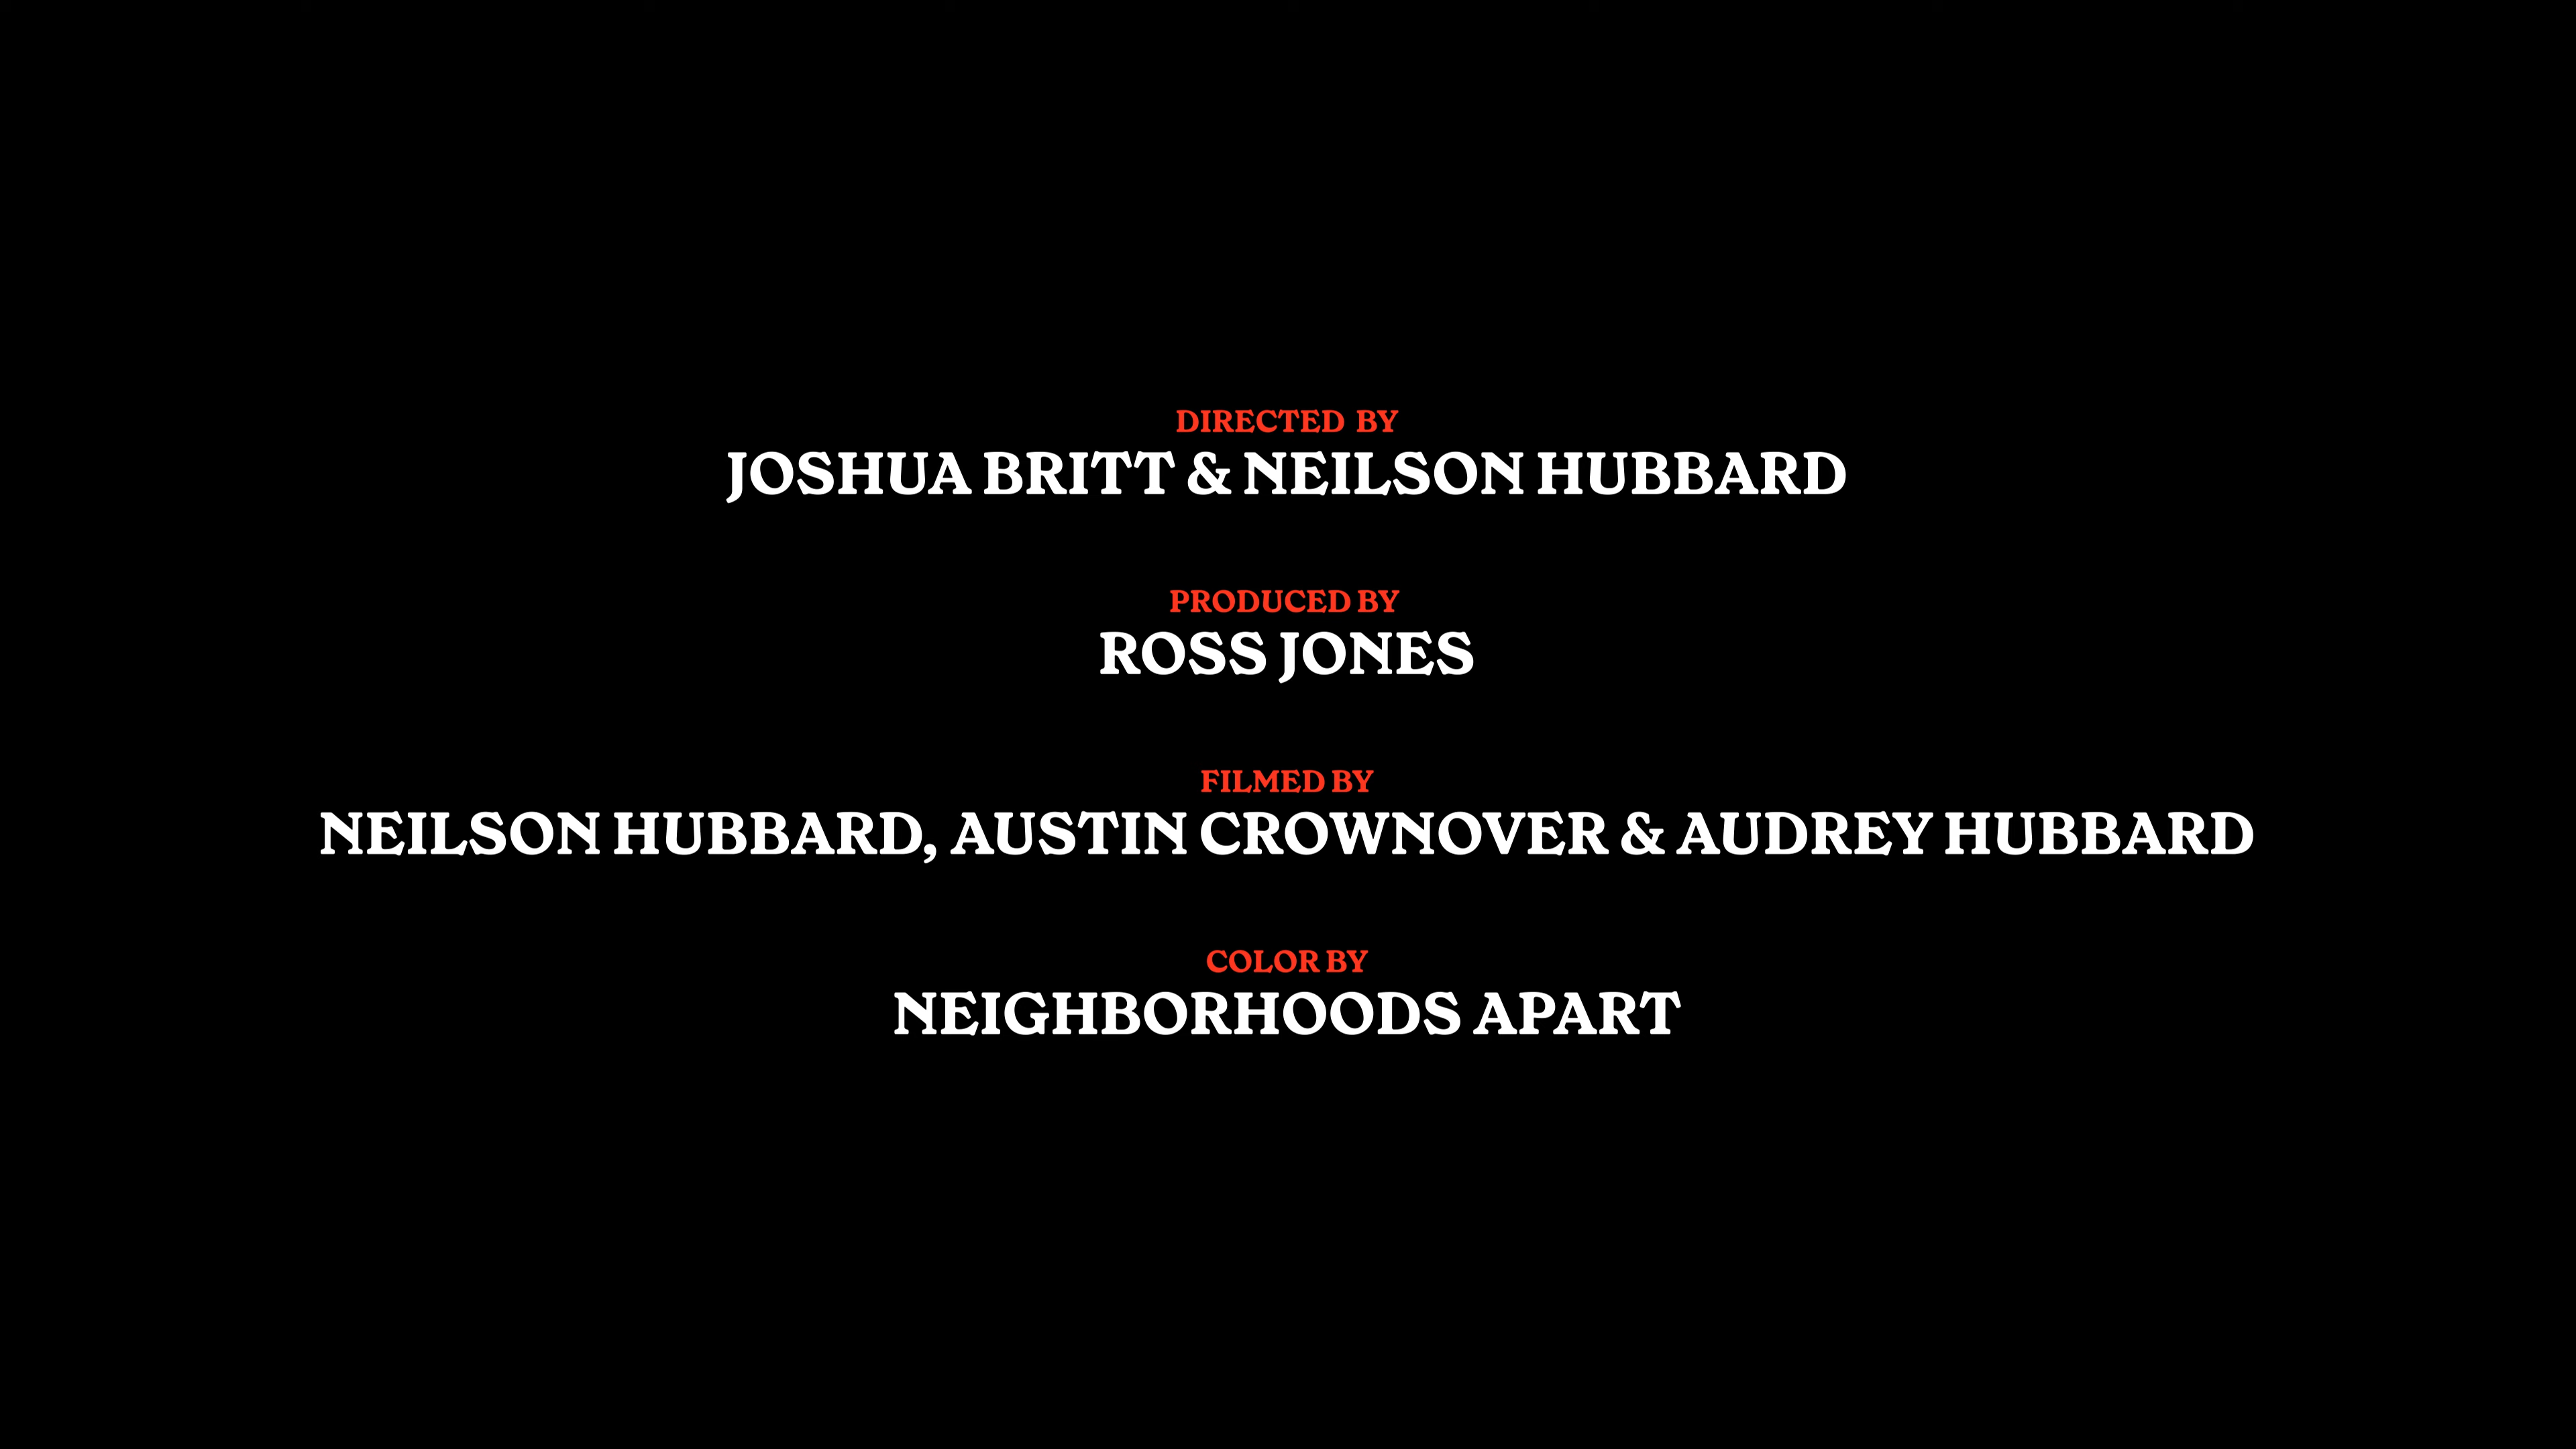 DIRECTED BY
JOSHUA BRITT & NEILSON HUBBARD
PRODUCED BY
ROSS JONES
FILMED BY
NEILSON HUBBARD, AUSTIN CROWNOVER & AUDREY HUBBARD
COLOR BY
NEIGHBORHOODS APART